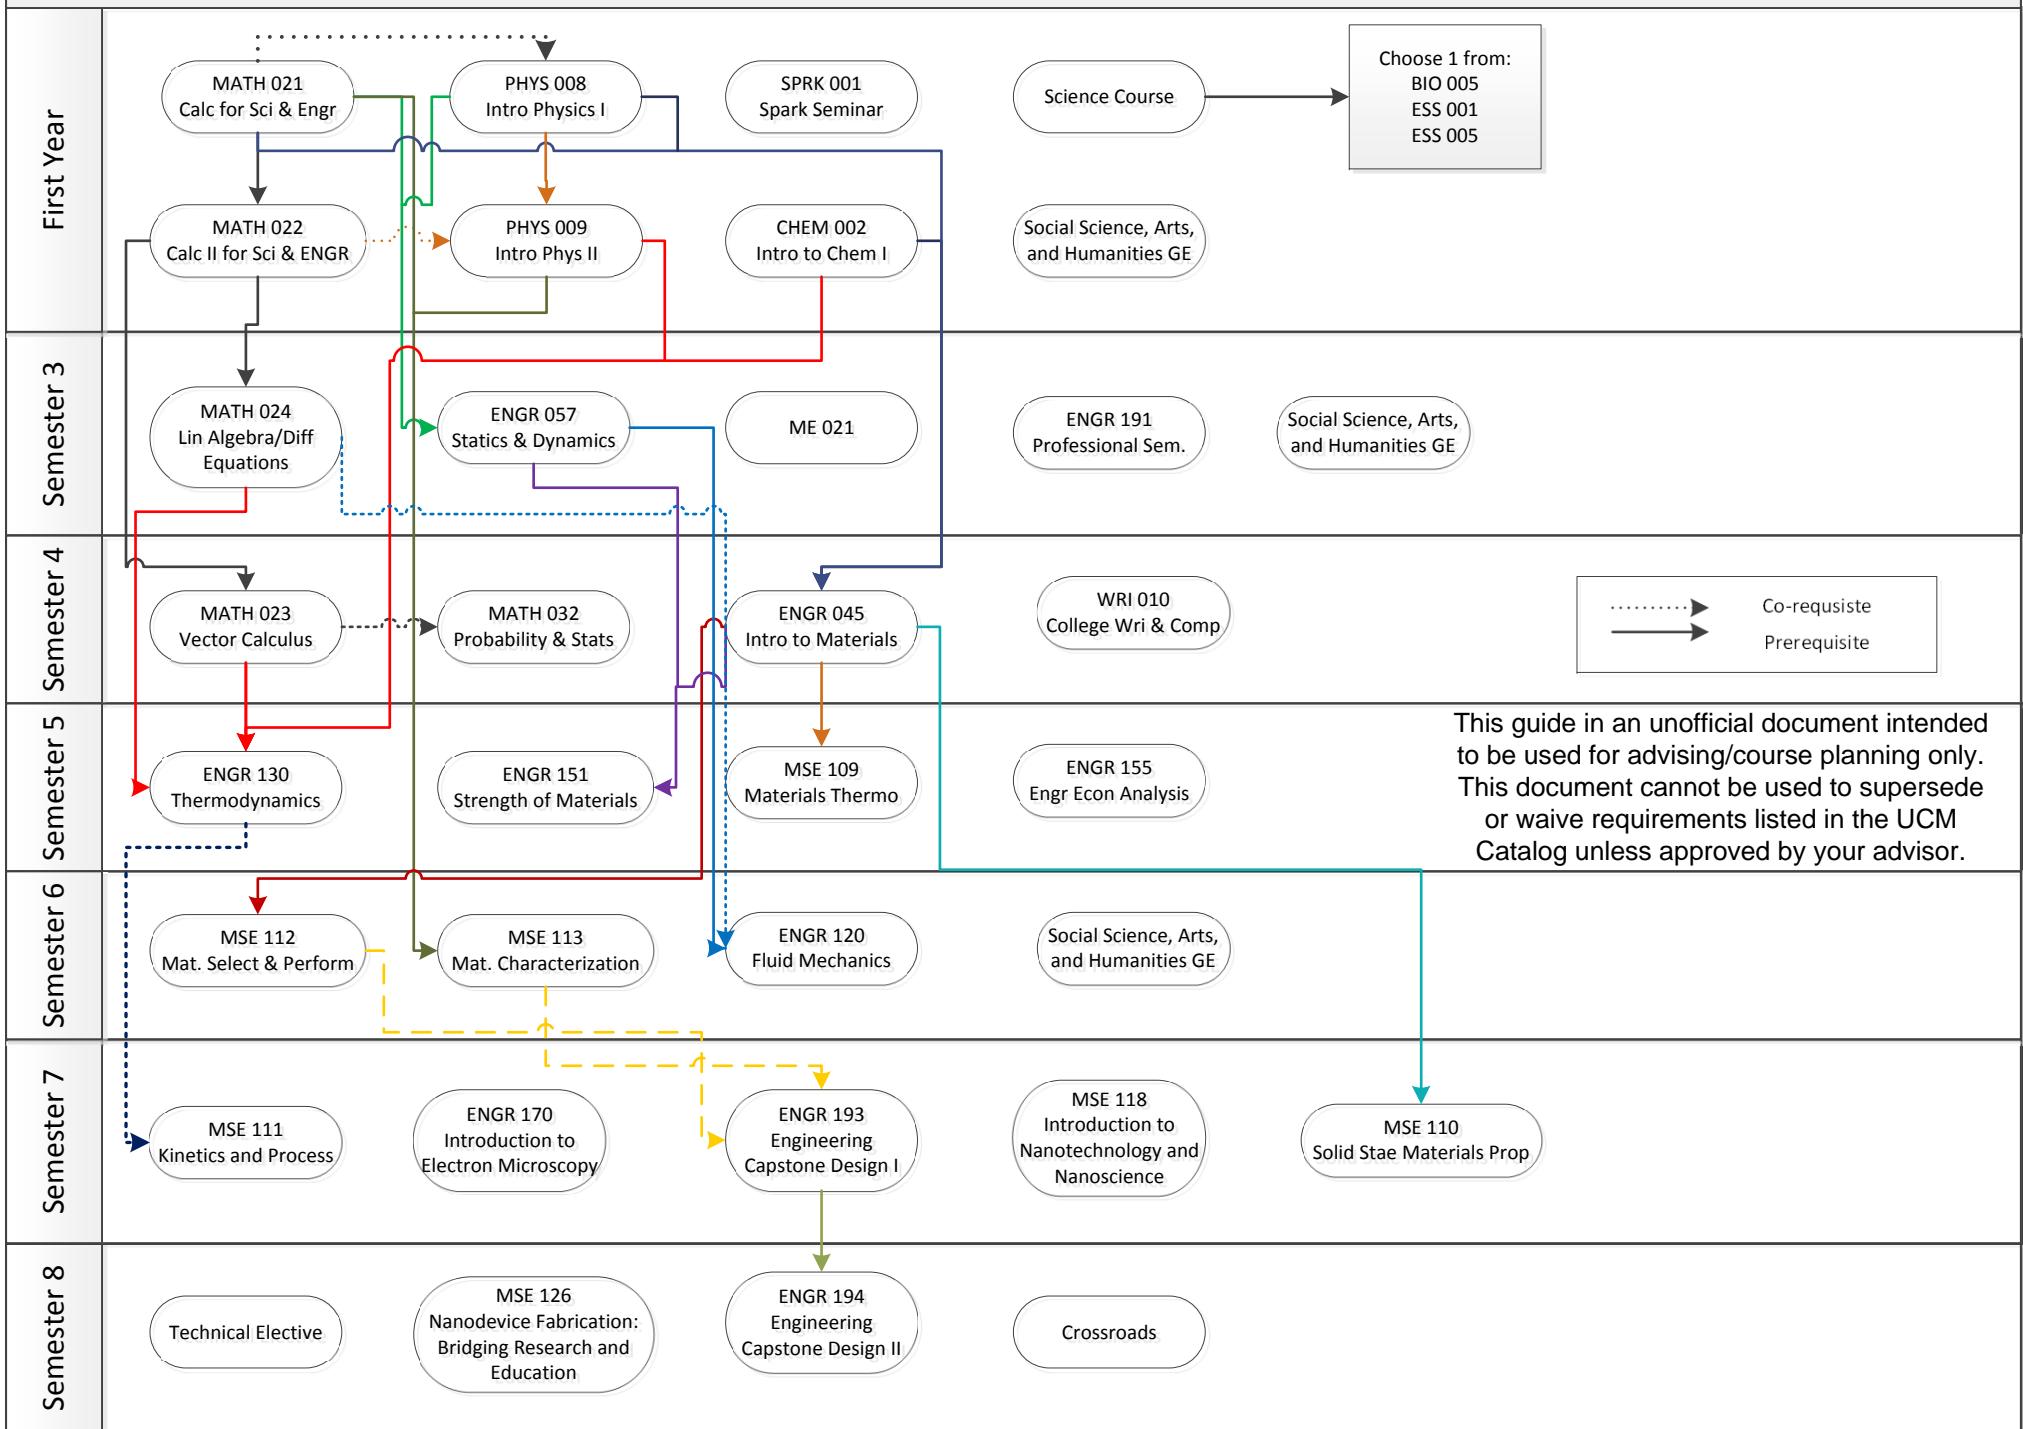 First Year
MATH 021
Calc for Sci & Engr
PHYS 008
Intro Physics I
SPRK 001
Spark Seminar
Science Course
Choose 1 from:
BIO 005
ESS 001
ESS 005
MATH 022
Calc II for Sci & ENGR
PHYS 009
Intro Phys II
CHEM 002
Intro to Chem I
Social Science, Arts,
and Humanities GE
Semester 3
MATH 024
Lin Algebra/Diff
Equations
ENGR 057
Statics & Dynamics
ME 021
ENGR 191
Professional Sem.
Social Science, Arts,
and Humanities GE
Semester 4
MATH 023
Vector Calculus
MATH 032
Probability & Stats
ENGR 045
Intro to Materials
WRI 010
College Wri & Comp
Co-requsiste
Prerequisite
Semester 5
ENGR 130
Thermodynamics
ENGR 151
Strength of Materials
MSE 109
Materials Thermo
ENGR 155
Engr Econ Analysis
This guide in an unofficial document intended
to be used for advising/course planning only.
This document cannot be used to supersede
or waive requirements listed in the UCM
Catalog unless approved by your advisor.
Semester 6
MSE 112
Mat. Select & Perform
MSE 113
Mat. Characterization
ENGR 120
Fluid Mechanics
Social Science, Arts,
and Humanities GE
Semester 7
MSE 111
Kinetics and Process
ENGR 170
Introduction to
Electron Microscopy
ENGR 193
Engineering
Capstone Design I
MSE 118
Introduction to
Nanotechnology and
Nanoscience
MSE 110
Solid Stae Materials Prop
Semester 8
Technical Elective
MSE 126
Nanodevice Fabrication:
Bridging Research and
Education
ENGR 194
Engineering
Capstone Design II
Crossroads